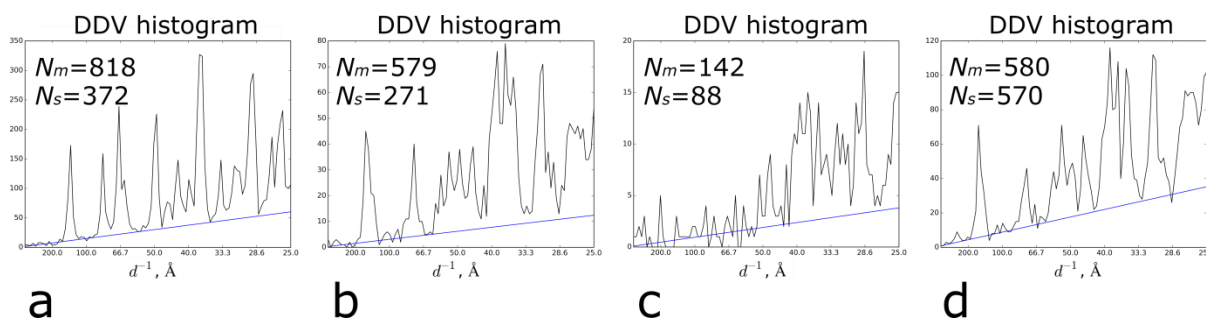 DDV histogram
Nm=818
Ns=372
350
300
250
200
150
100
50
0
200.0 100.0 66.7 50.0 40.0 33.3 28.6 25.0
d⁻¹, Å
a
DDV histogram
Nm=579
Ns=271
80
70
60
50
40
30
20
10
0
200.0 100.0 66.7 50.0 40.0 33.3 28.6 25.0
d⁻¹, Å
b
DDV histogram
Nm=142
Ns=88
20
15
10
5
0
200.0 100.0 66.7 50.0 40.0 33.3 28.6 25.0
d⁻¹, Å
c
DDV histogram
Nm=580
Ns=570
120
100
80
60
40
20
0
200.0 100.0 66.7 50.0 40.0 33.3 28.6 25.0
d⁻¹, Å
d